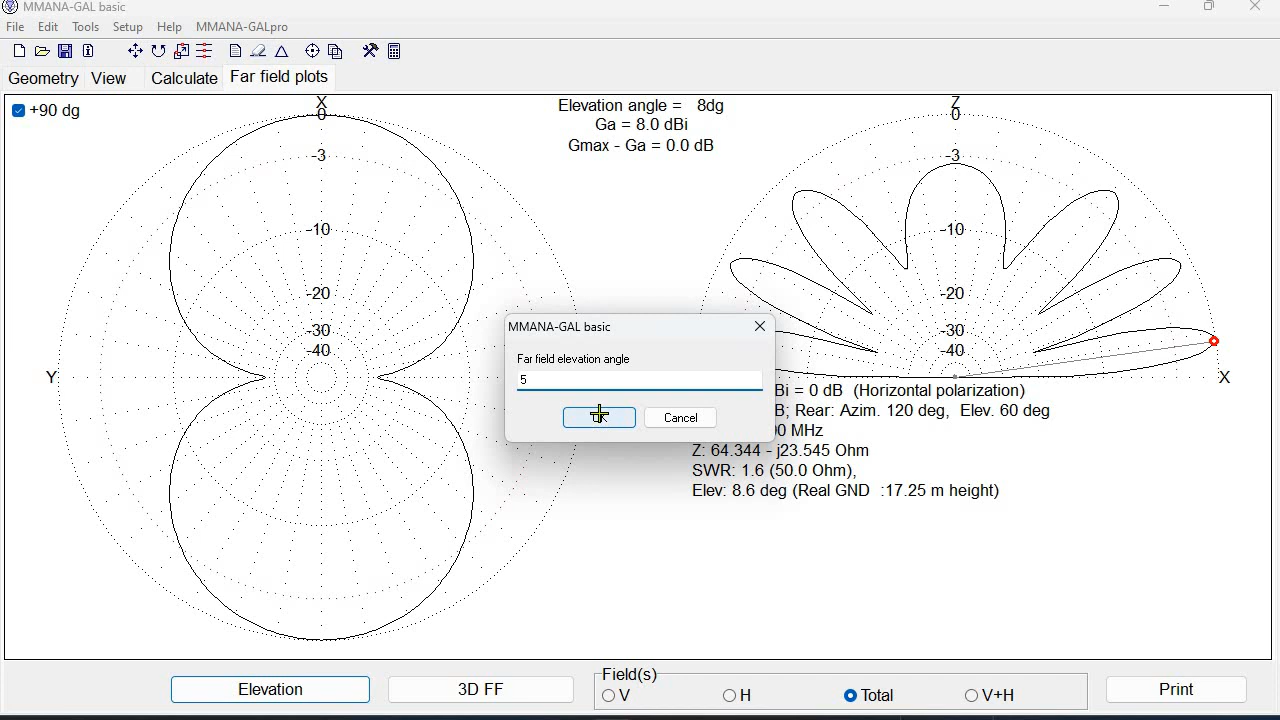 MMANA-GAL basic
File Edit Tools Setup Help MMANA-GALpro
Geometry View Calculate Far field plots
+90 dg
X
0
-3
-10
-20
-30
-40
Y
Elevation angle = 8dg
Ga = 8.0 dBi
Gmax - Ga = 0.0 dB
Z
0
-3
-10
-20
-30
-40
X
MMANA-GAL basic
Far field elevation angle
5
Cancel
Bi = 0 dB (Horizontal polarization)
B; Rear: Azim. 120 deg, Elev. 60 deg
MHz
Z: 64.344 - j23.545 Ohm
SWR: 1.6 (50.0 Ohm),
Elev: 8.6 deg (Real GND :17.25 m height)
Elevation
3D FF
Field(s)
V H Total V+H
Print